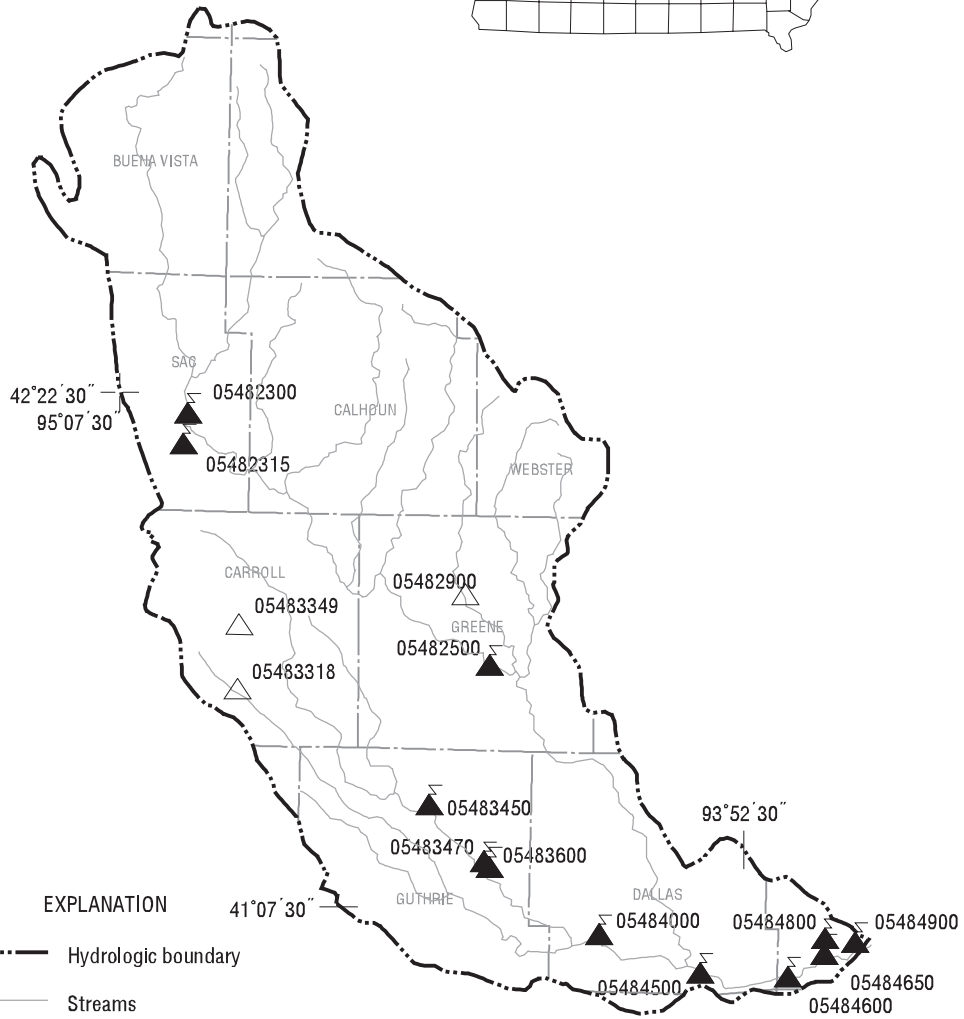 BUENA VISTA
SAC
42°22´30˝
95°07´30˝
05482300
CALHOUN
05482315
WEBSTER
CARROLL
05482900
05483349
GREENE
05482500
05483318
05483450
93°52´30˝
05483470
05483600
EXPLANATION
41°07´30˝
GUTHRIE
DALLAS
05484000
05484800
05484900
Hydrologic boundary
05484500
05484650
Streams
05484600